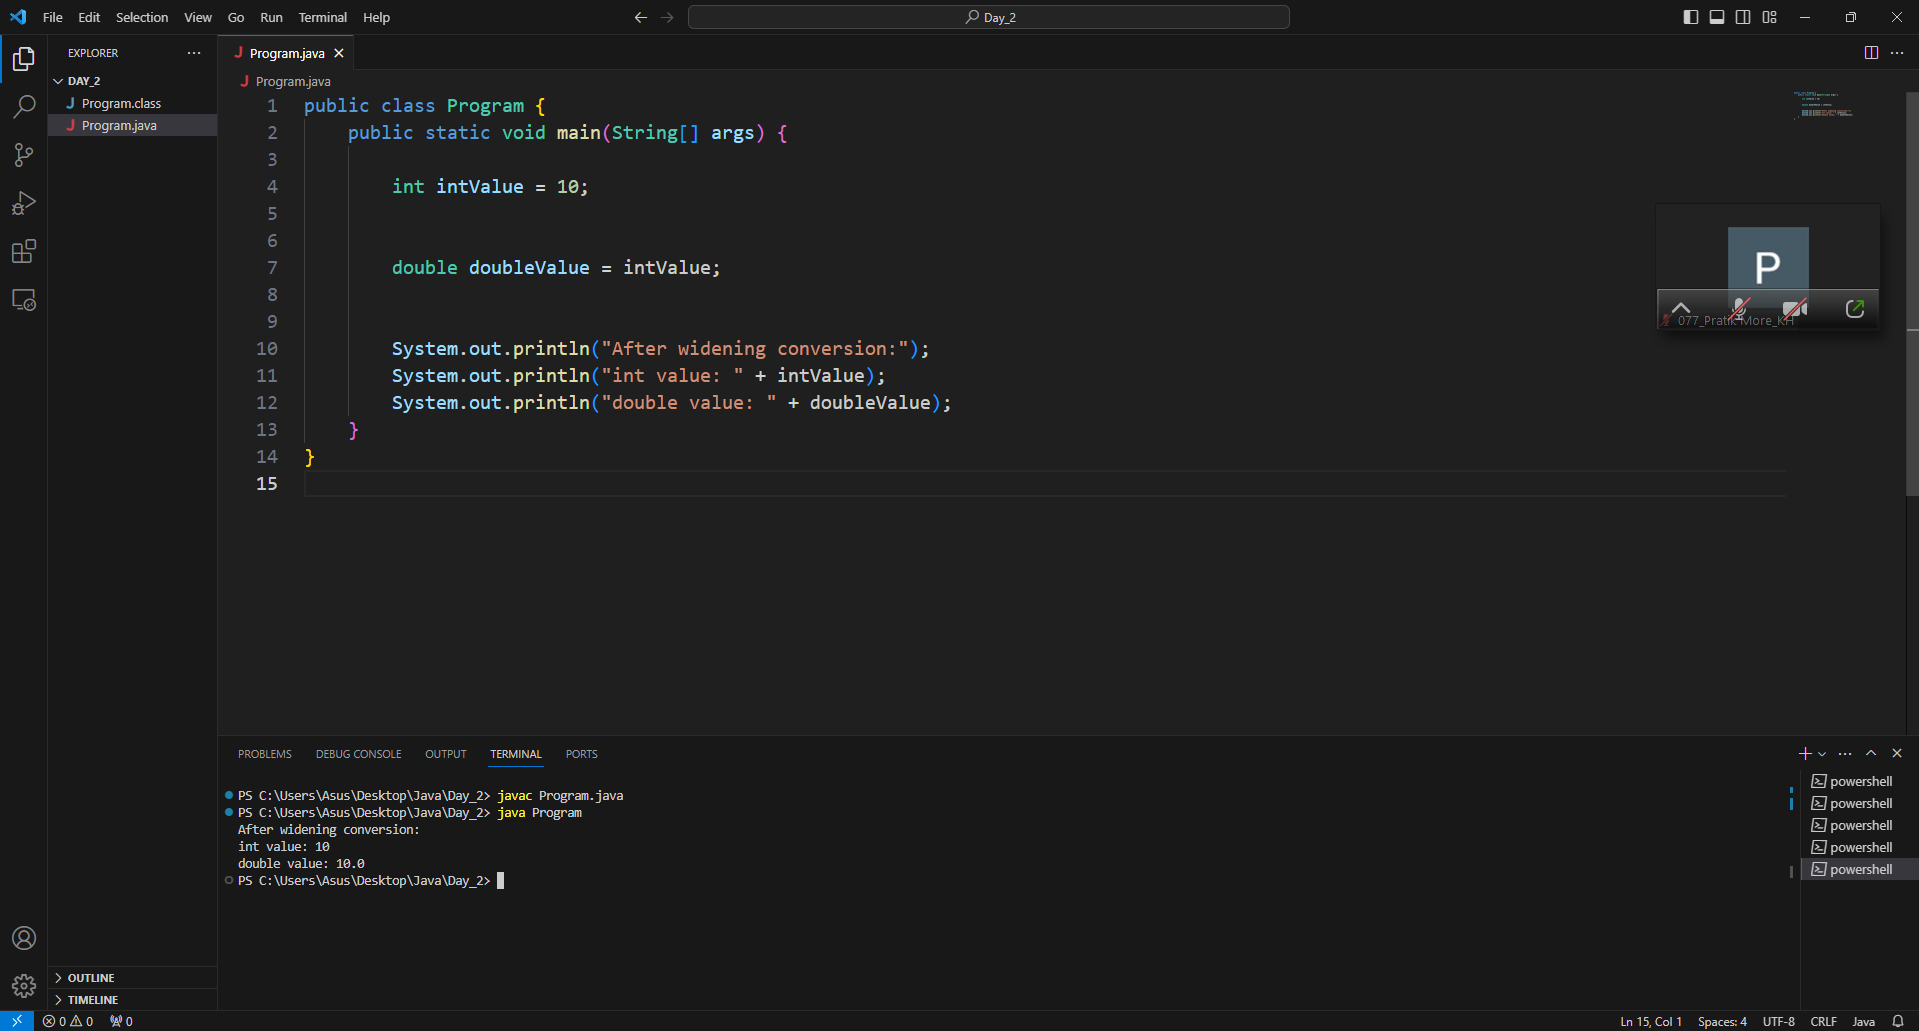 File Edit Selection View Go Run Terminal Help
Day_2
EXPLORER
DAY_2
Program.class
Program.java
OUTLINE
TIMELINE
Program.java
Program.java
1 public class Program {
2 public static void main(String[] args) {
3
4 int intValue = 10;
5
6
7 double doubleValue = intValue;
8
9
10 System.out.println("After widening conversion:");
11 System.out.println("int value: " + intValue);
12 System.out.println("double value: " + doubleValue);
13 }
14 }
15
P
077_Pratik More_KH
PROBLEMS DEBUG CONSOLE OUTPUT TERMINAL PORTS
PS C:\Users\Asus\Desktop\Java\Day_2> javac Program.java
PS C:\Users\Asus\Desktop\Java\Day_2> java Program
After widening conversion:
int value: 10
double value: 10.0
PS C:\Users\Asus\Desktop\Java\Day_2>
powershell
powershell
powershell
powershell
powershell
0 0 0
Ln 15, Col 1 Spaces: 4 UTF-8 CRLF Java